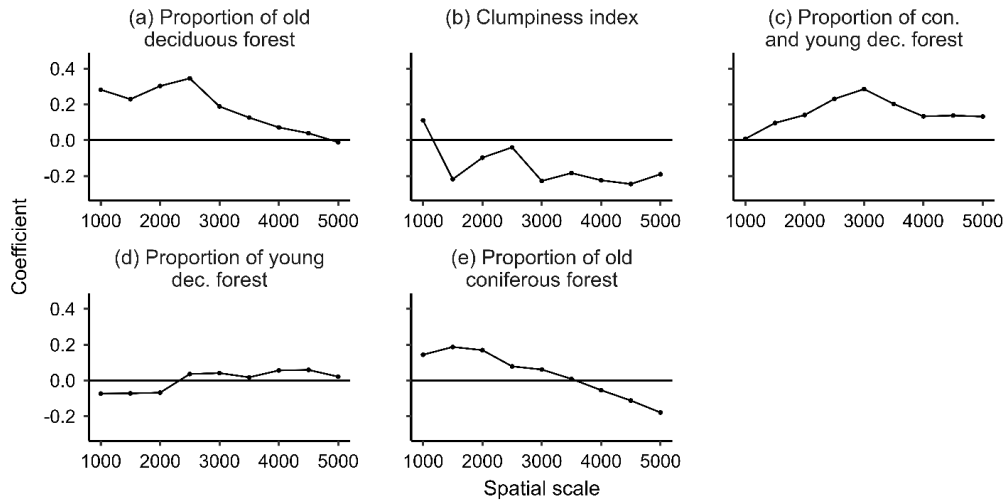 (a) Proportion of old
deciduous forest
(b) Clumpiness index
(c) Proportion of con.
and young dec. forest
0.4
0.2
0.0
-0.2
1000 2000 3000 4000 5000
1000 2000 3000 4000 5000
1000 2000 3000 4000 5000
Coefficient
(d) Proportion of young
dec. forest
(e) Proportion of old
coniferous forest
0.4
0.2
0.0
-0.2
1000 2000 3000 4000 5000
1000 2000 3000 4000 5000
Spatial scale